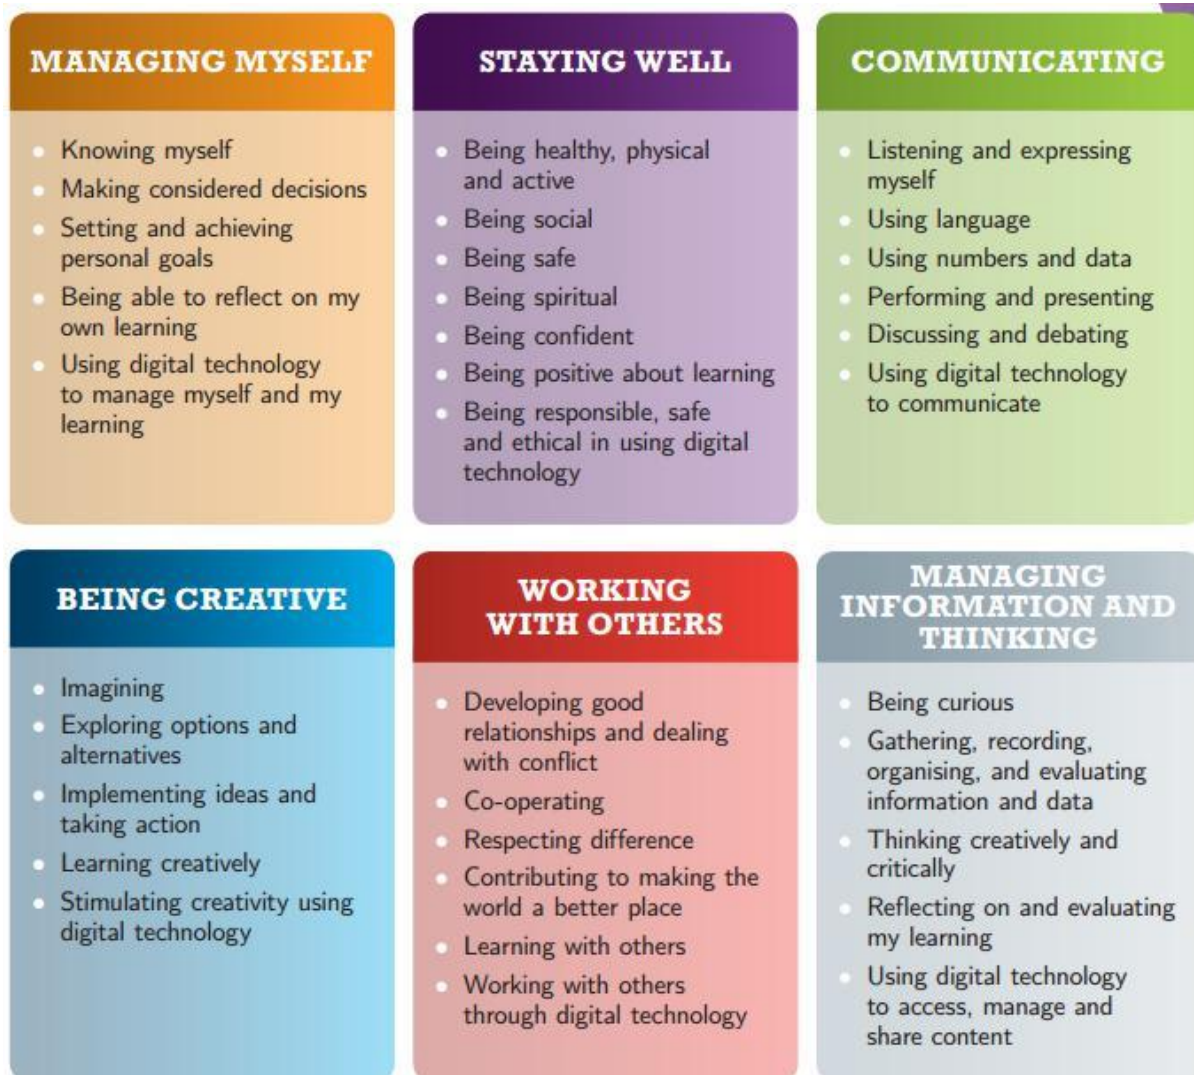 MANAGING MYSELF
• Knowing myself
• Making considered decisions
• Setting and achieving
personal goals
• Being able to reflect on my
own learning
• Using digital technology
to manage myself and my
learning
STAYING WELL
• Being healthy, physical
and active
• Being social
• Being safe
• Being spiritual
• Being confident
• Being positive about learning
• Being responsible, safe
and ethical in using digital
technology
COMMUNICATING
• Listening and expressing
myself
• Using language
• Using numbers and data
• Performing and presenting
• Discussing and debating
• Using digital technology
to communicate
BEING CREATIVE
• Imagining
• Exploring options and
alternatives
• Implementing ideas and
taking action
• Learning creatively
• Stimulating creativity using
digital technology
WORKING
WITH OTHERS
• Developing good
relationships and dealing
with conflict
• Co-operating
• Respecting difference
• Contributing to making the
world a better place
• Learning with others
• Working with others
through digital technology
MANAGING
INFORMATION AND
THINKING
• Being curious
• Gathering, recording,
organising, and evaluating
information and data
• Thinking creatively and
critically
• Reflecting on and evaluating
my learning
• Using digital technology
to access, manage and
share content